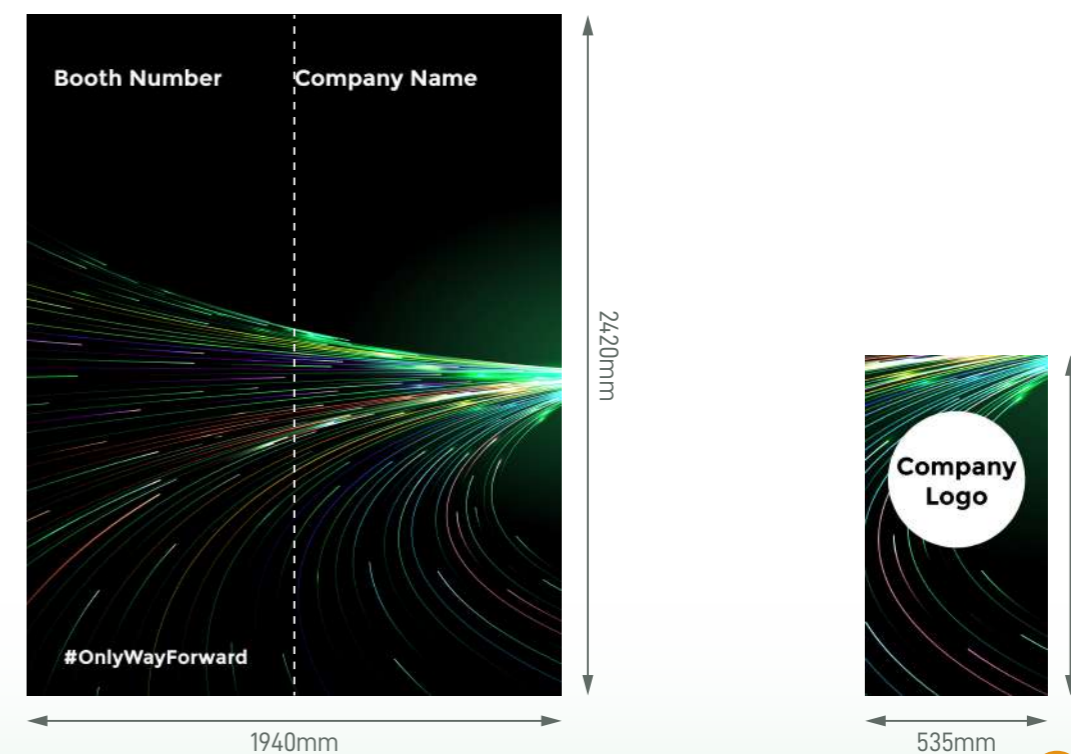 Booth Number
Company Name
#OnlyWayForward
2420mm
1940mm
Company
Logo
535mm